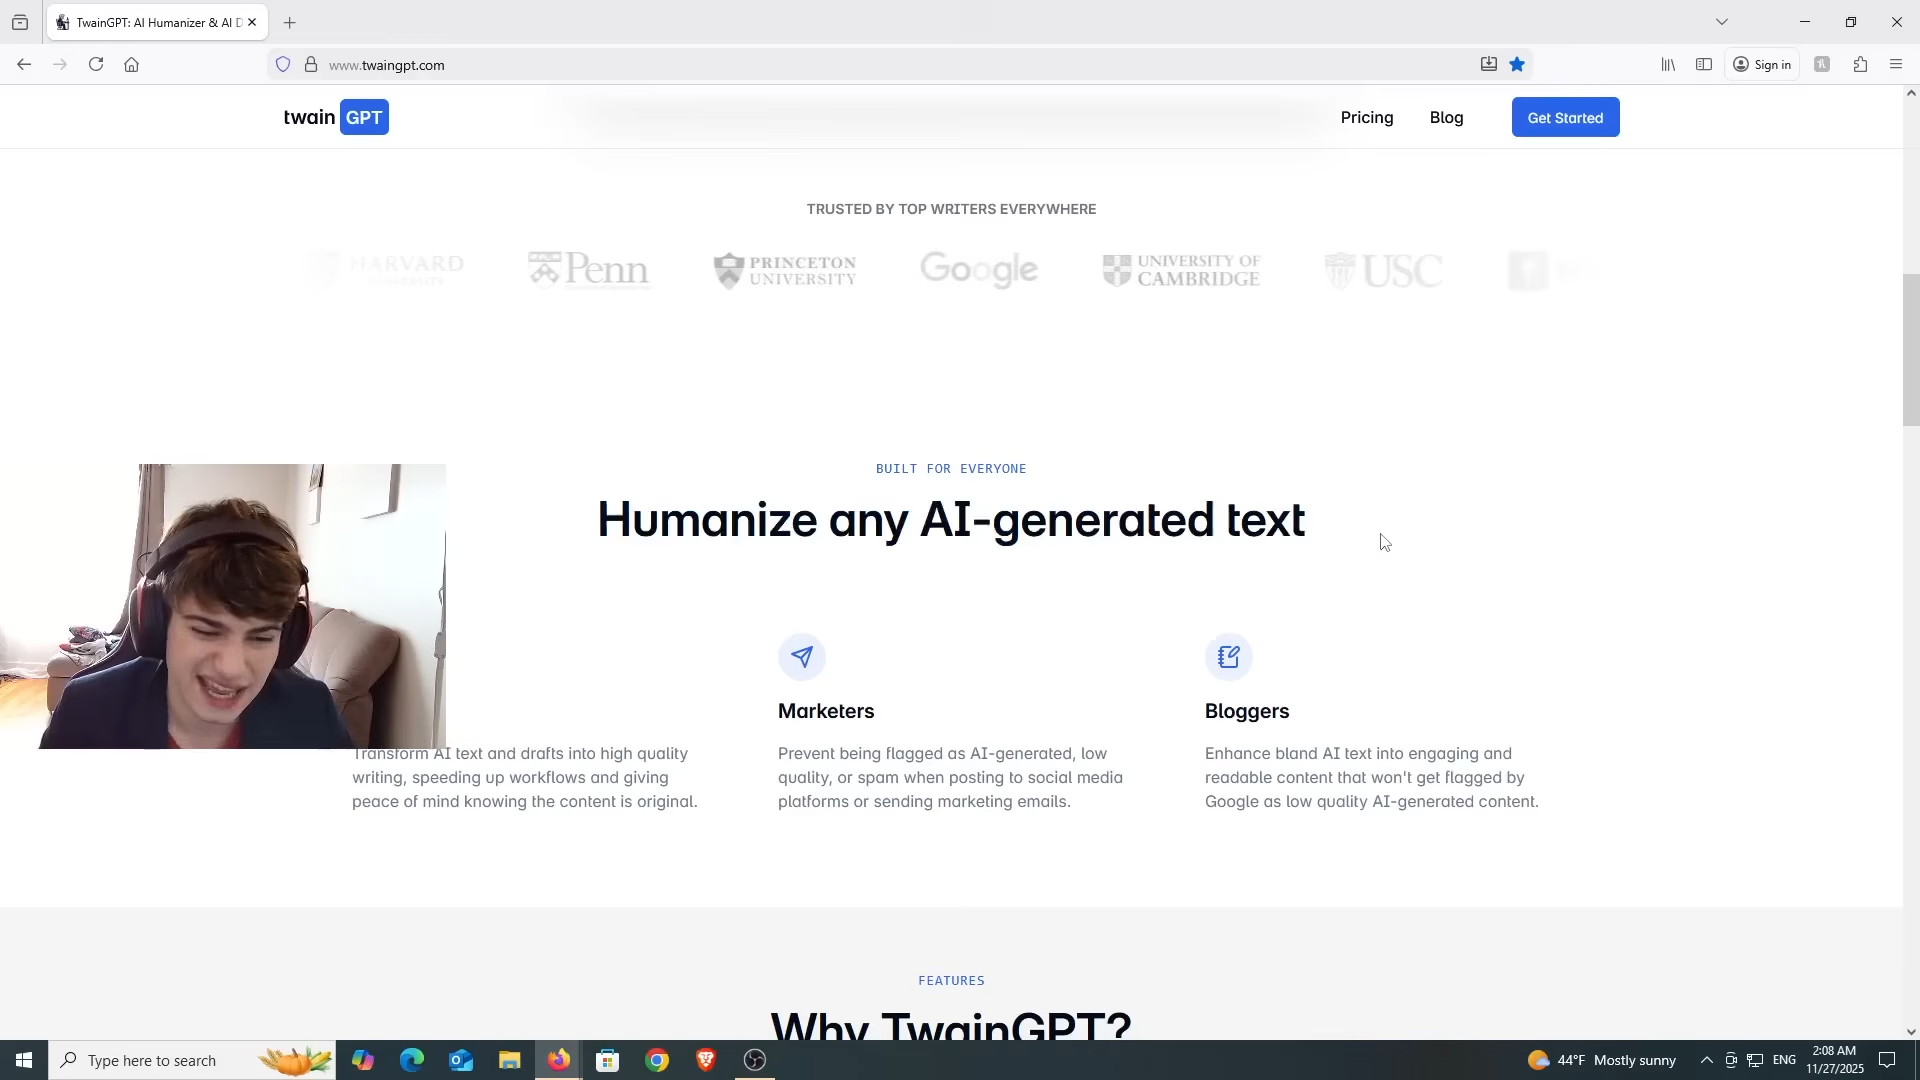 TwainGPT: AI Humanizer & AI D
www.twaingpt.com
Sign in
twain GPT
Pricing
Blog
Get Started
TRUSTED BY TOP WRITERS EVERYWHERE
HARVARD UNIVERSITY
Penn
PRINCETON UNIVERSITY
Google
UNIVERSITY OF CAMBRIDGE
USC
BUILT FOR EVERYONE
Humanize any AI-generated text
Transform AI text and drafts into high quality
writing, speeding up workflows and giving
peace of mind knowing the content is original.
Marketers
Prevent being flagged as AI-generated, low
quality, or spam when posting to social media
platforms or sending marketing emails.
Bloggers
Enhance bland AI text into engaging and
readable content that won't get flagged by
Google as low quality AI-generated content.
FEATURES
Why TwainGPT?
Type here to search
44°F Mostly sunny
ENG
2:08 AM
11/27/2025